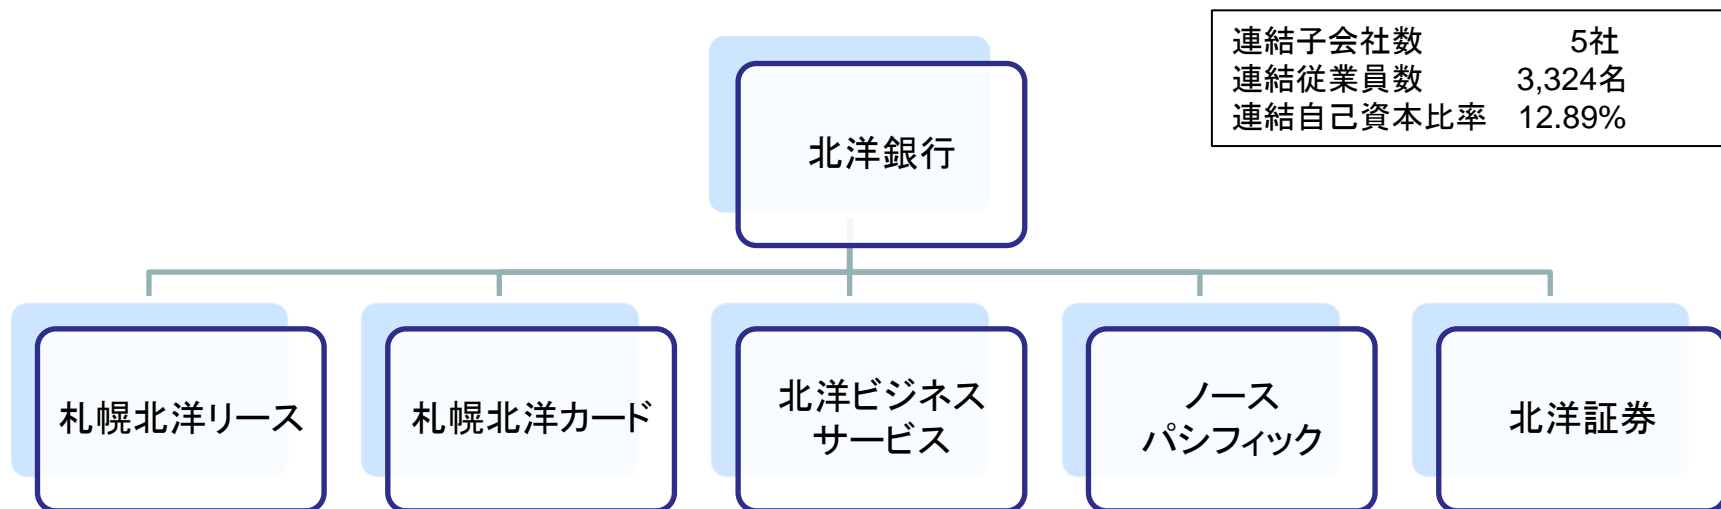 連結子会社数 5社
連結従業員数 3,324名
連結自己資本比率 12.89%
北洋銀行
札幌北洋リース
札幌北洋カード
北洋ビジネス
サービス
ノース
パシフィック
北洋証券